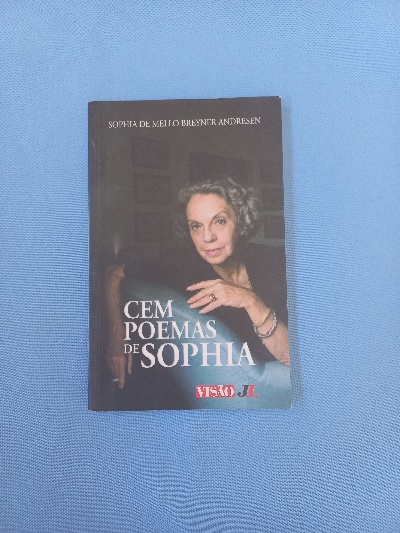 SOPHIA DE MELLO BREYNER ANDRESEN
CEM
POEMAS
DE SOPHIA
VISÃO JL